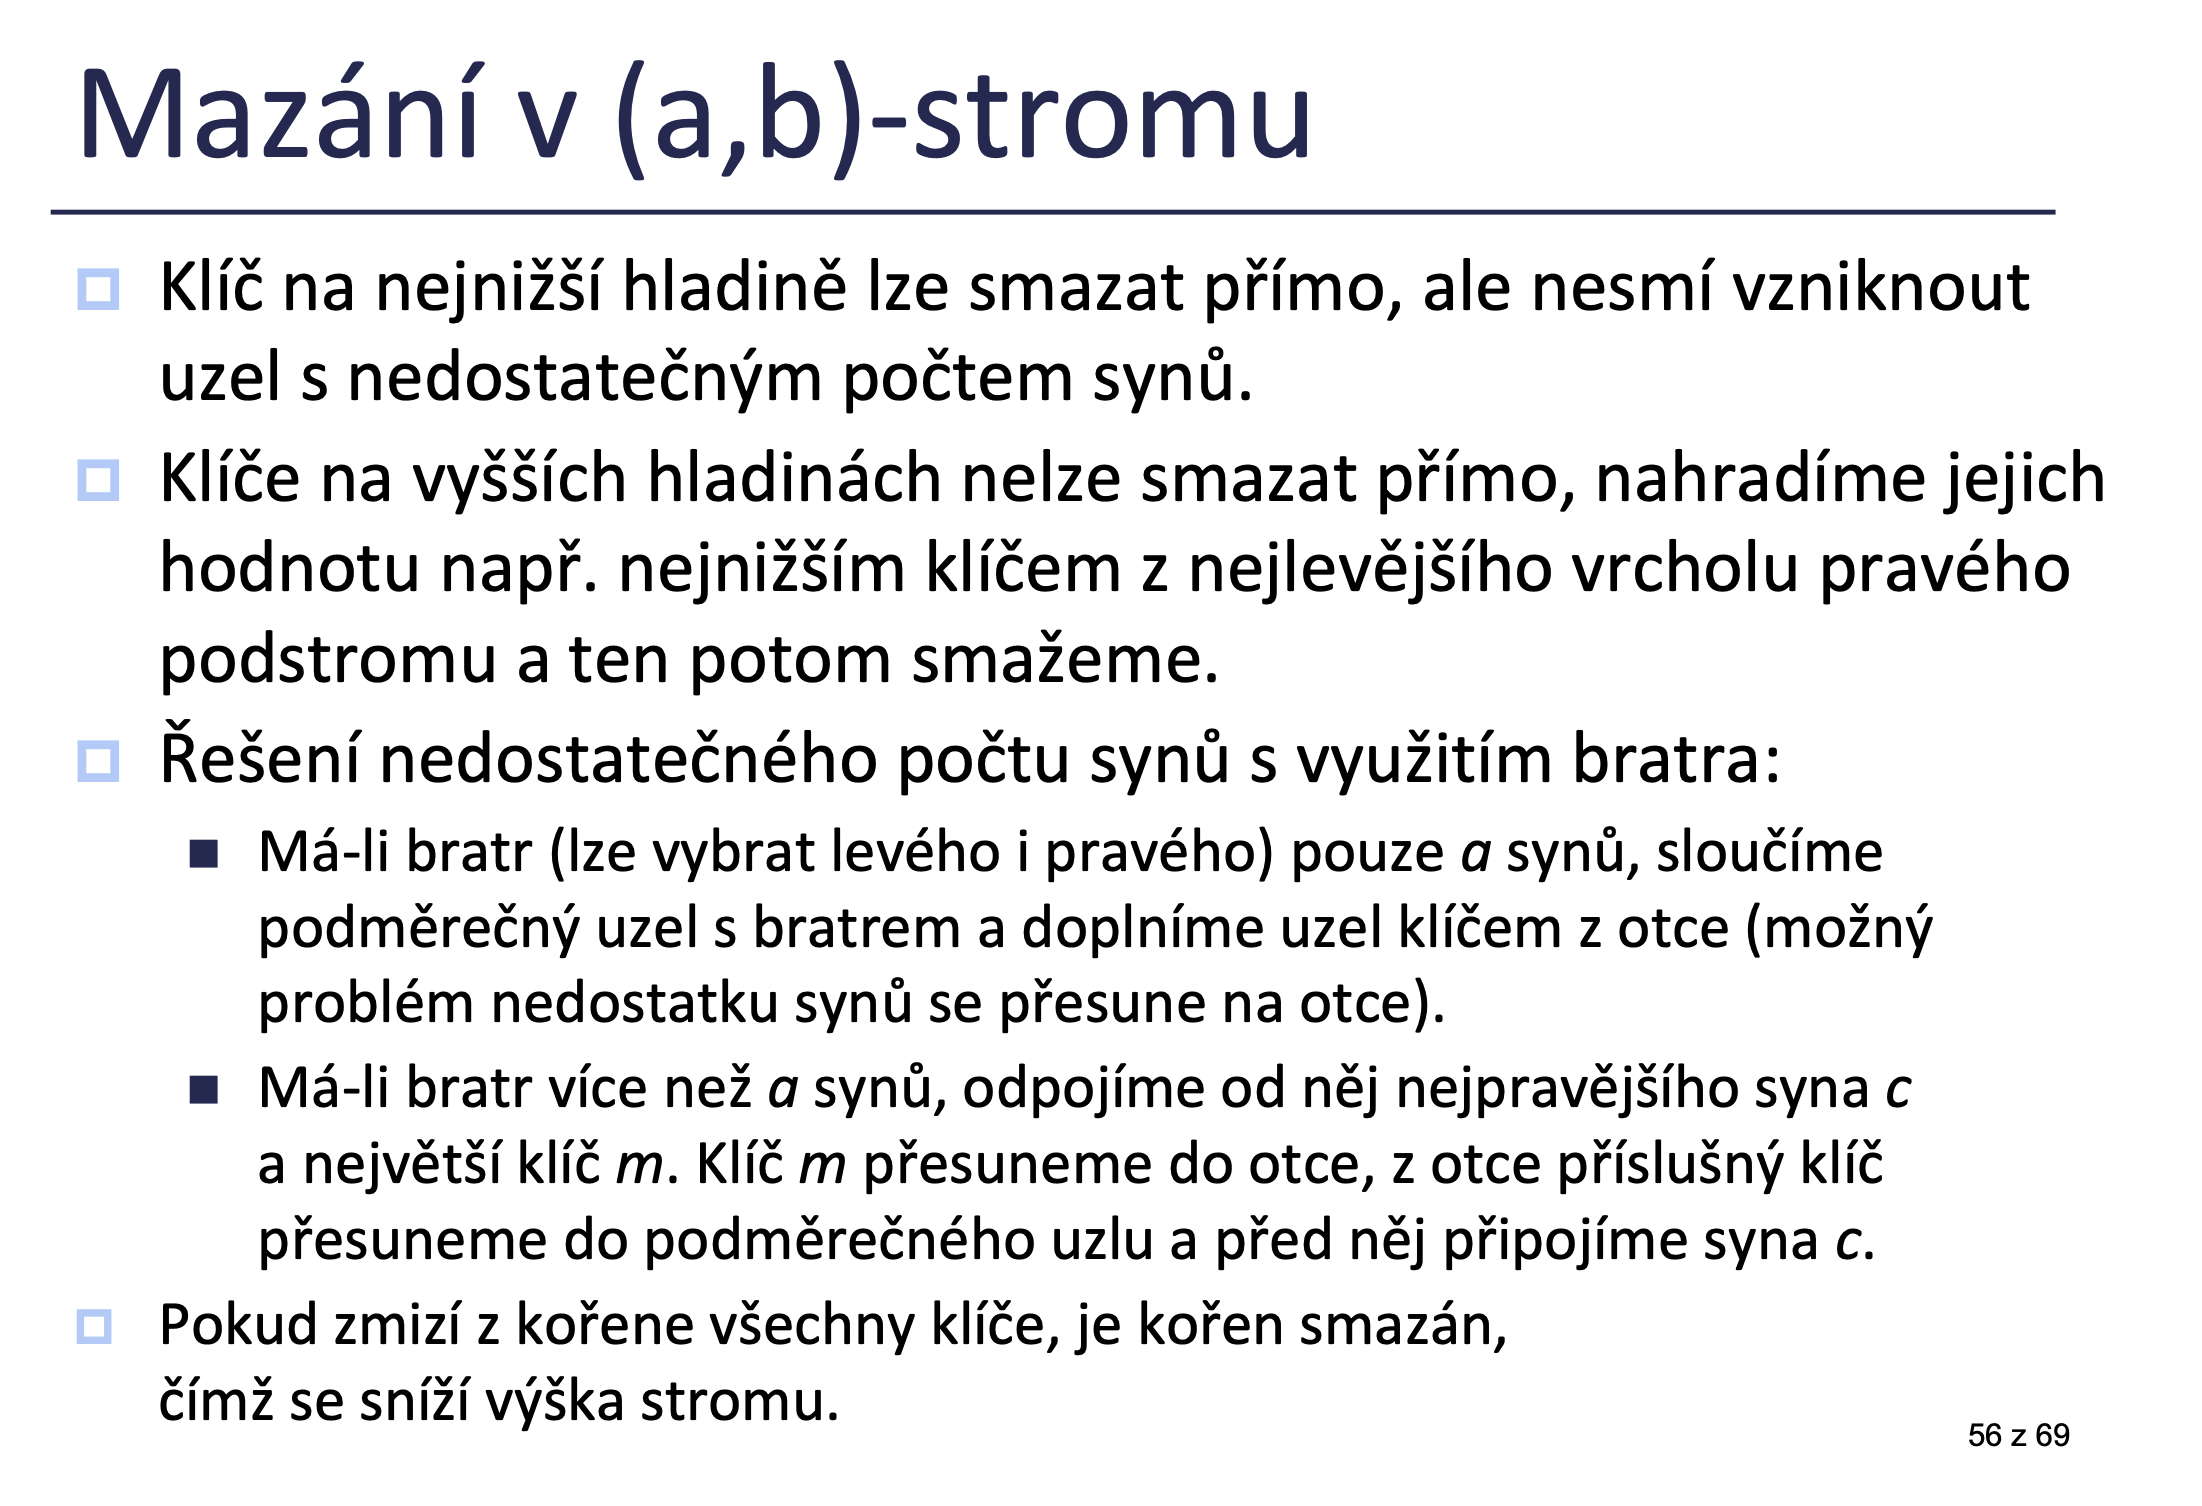 Mazání v (a,b)-stromu
Klíč na nejnižší hladině lze smazat přímo, ale nesmí vzniknout
uzel s nedostatečným počtem synů.
Klíče na vyšších hladinách nelze smazat přímo, nahradíme jejich
hodnotu např. nejnižším klíčem z nejlevějšího vrcholu pravého
podstromu a ten potom smažeme.
Řešení nedostatečného počtu synů s využitím bratra:
Má-li bratr (lze vybrat levého i pravého) pouze a synů, sloučíme
podměrečný uzel s bratrem a doplníme uzel klíčem z otce (možný
problém nedostatku synů se přesune na otce).
Má-li bratr více než a synů, odpojíme od něj nejpravějšího syna c
a největší klíč m. Klíč m přesuneme do otce, z otce příslušný klíč
přesuneme do podměrečného uzlu a před něj připojíme syna c.
Pokud zmizí z kořene všechny klíče, je kořen smazán,
čímž se sníží výška stromu.
56 z 69